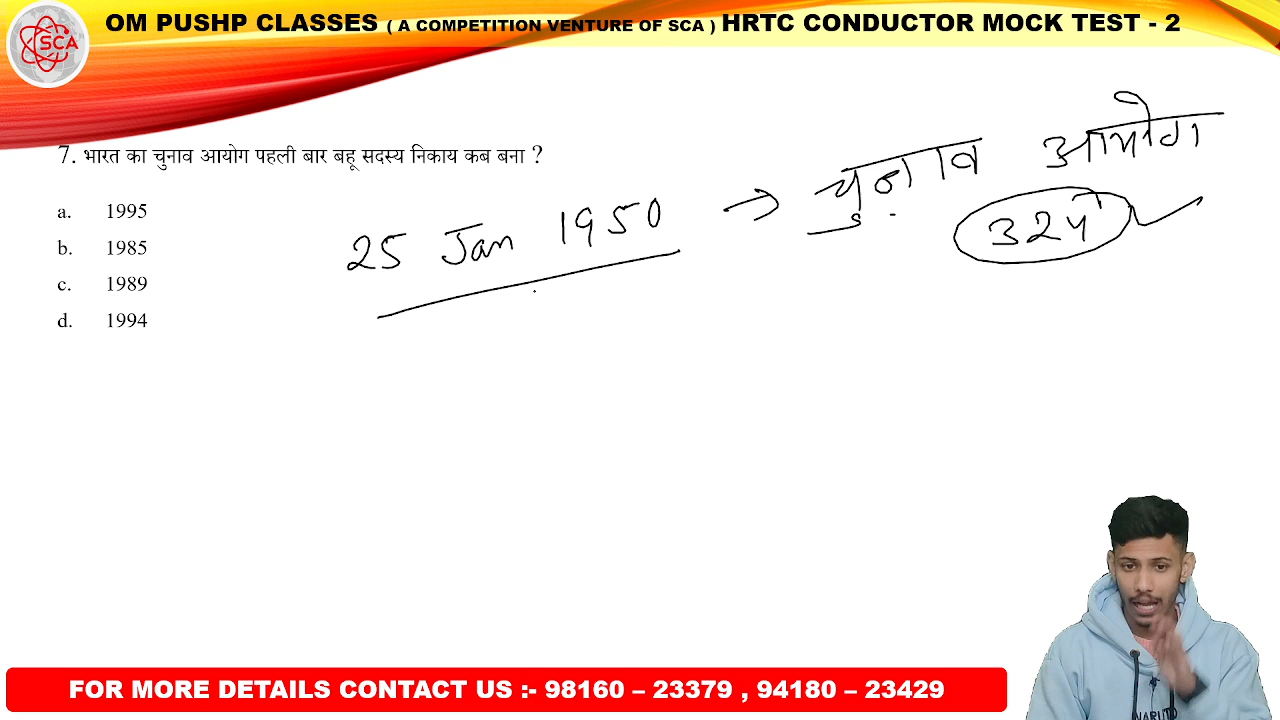 OM PUSHP CLASSES ( A COMPETITION VENTURE OF SCA ) HRTC CONDUCTOR MOCK TEST - 2
SCA
7. भारत का चुनाव आयोग पहली बार बहू सदस्य निकाय कब बना ?
a. 1995
b. 1985
c. 1989
d. 1994
25 Jan 1950 → चुनाव आयोग
324
FOR MORE DETAILS CONTACT US :- 98160 – 23379 , 94180 – 23429
NARUTO